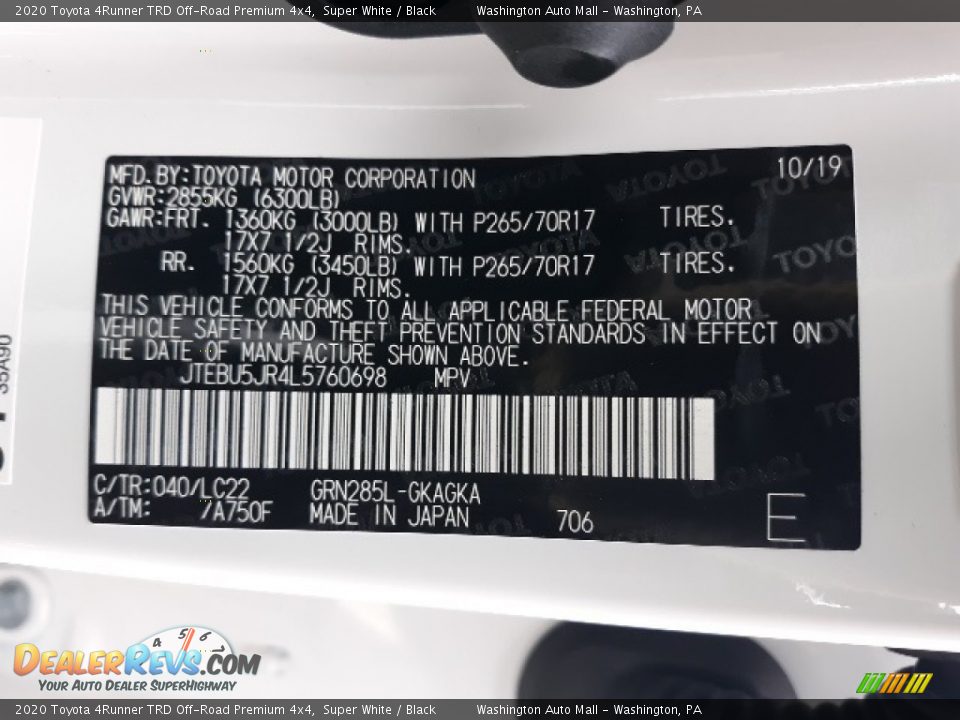 2020 Toyota 4Runner TRD Off-Road Premium 4x4, Super White / Black Washington Auto Mall - Washington, PA
MFD.BY:TOYOTA MOTOR CORPORATION 10/19
GVWR:2855KG (6300LB)
GAWR:FRT. 1360KG (3000LB) WITH P265/70R17 TIRES.
17X7 1/2J RIMS.
RR. 1560KG (3450LB) WITH P265/70R17 TIRES.
17X7 1/2J RIMS.
THIS VEHICLE CONFORMS TO ALL APPLICABLE FEDERAL MOTOR
VEHICLE SAFETY AND THEFT PREVENTION STANDARDS IN EFFECT ON
THE DATE OF MANUFACTURE SHOWN ABOVE.
JTEBU5JR4L5760698 MPV
C/TR:040/LC22 GRN285L-GKAGKA
A/TM: /A750F MADE IN JAPAN 706 E
35A90
4 5 6
DEALERREVS.COM
YOUR AUTO DEALER SUPERHIGHWAY
2020 Toyota 4Runner TRD Off-Road Premium 4x4, Super White / Black Washington Auto Mall - Washington, PA